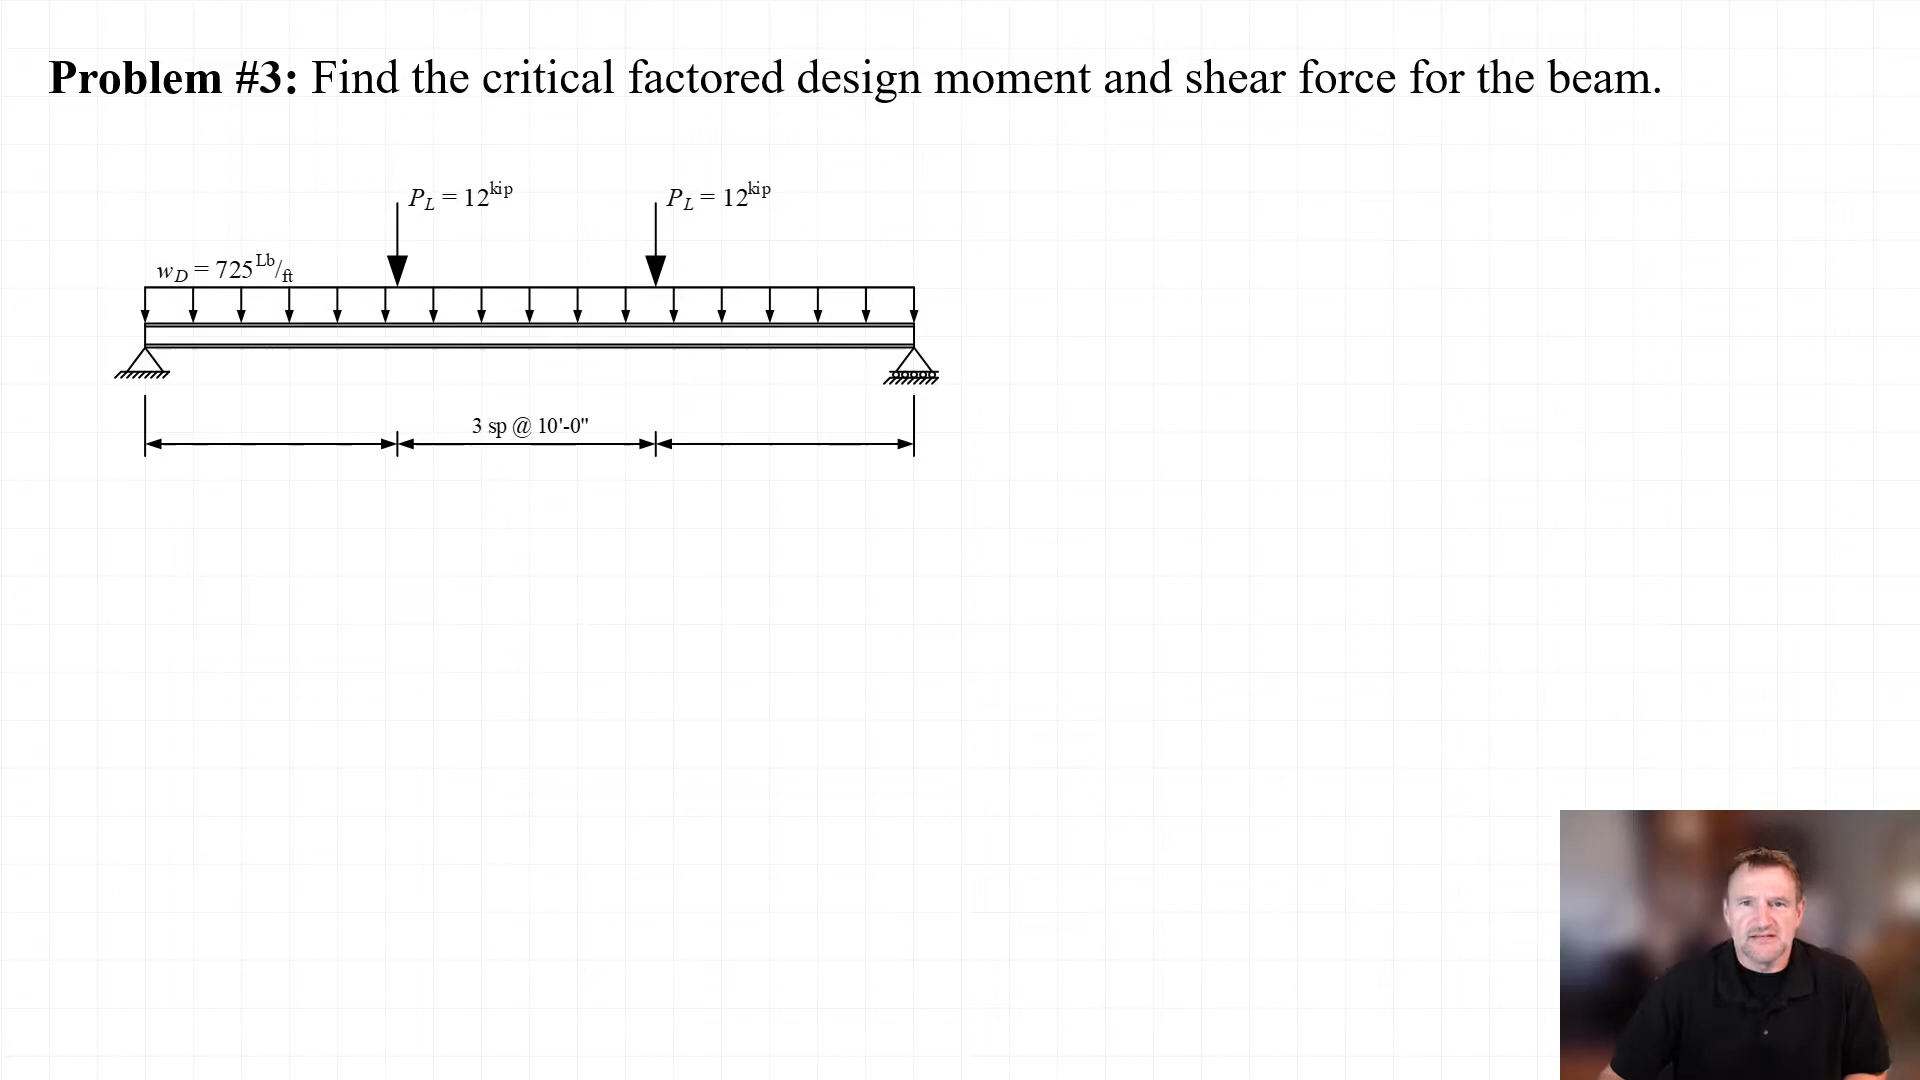 Problem #3: Find the critical factored design moment and shear force for the beam.
P_L = 12^kip
P_L = 12^kip
w_D = 725 ^Lb/_ft
3 sp @ 10'-0"